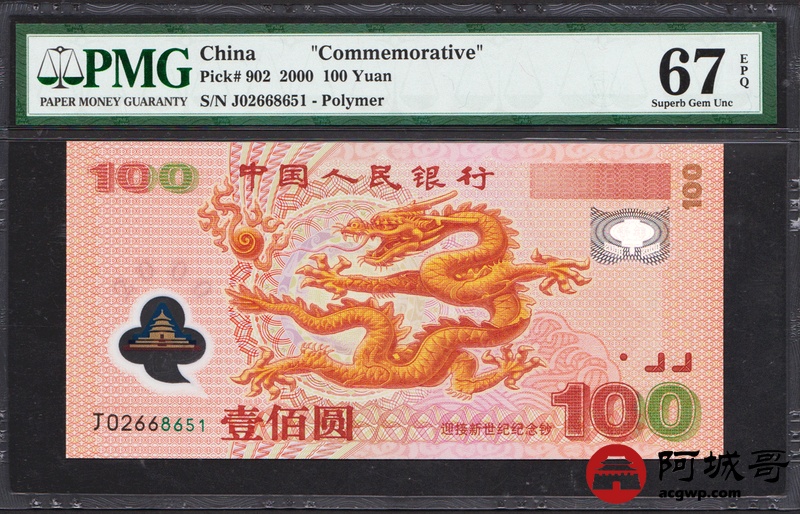 PMG
PAPER MONEY GUARANTY
China "Commemorative"
Pick# 902 2000 100 Yuan
S/N J02668651 - Polymer
67
EPQ
Superb Gem Unc
100
中国人民银行
100
J02668651
壹佰圆
迎接新世纪纪念钞
100
阿城哥
acgwp.com